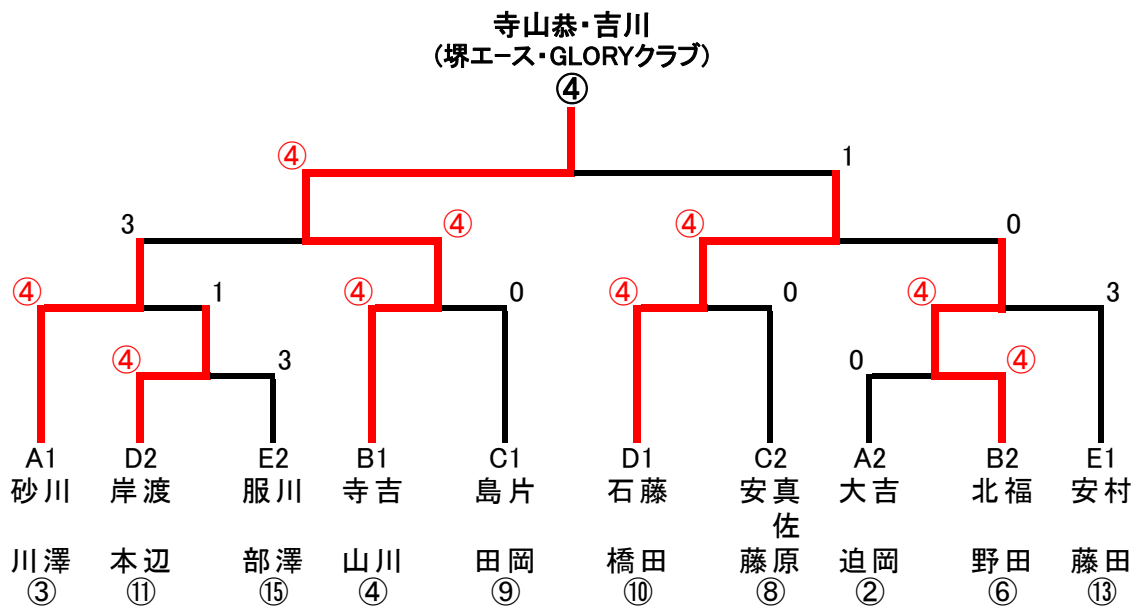 寺山恭・吉川
(堺エース・GLORYクラブ)
④
④ 1
3 ④ ④ 0
④ 1 ④ 0 ④ 0 ④ 3
④ 3 0 ④
A1 D2 E2 B1 C1 D1 C2 A2 B2 E1
砂川 岸渡 服川 寺吉 島片 石藤 安真 大吉 北福 安村
佐
川澤 本辺 部澤 山川 田岡 橋田 藤原 迫岡 野田 藤田
③ ⑪ ⑮ ④ ⑨ ⑩ ⑧ ② ⑥ ⑬